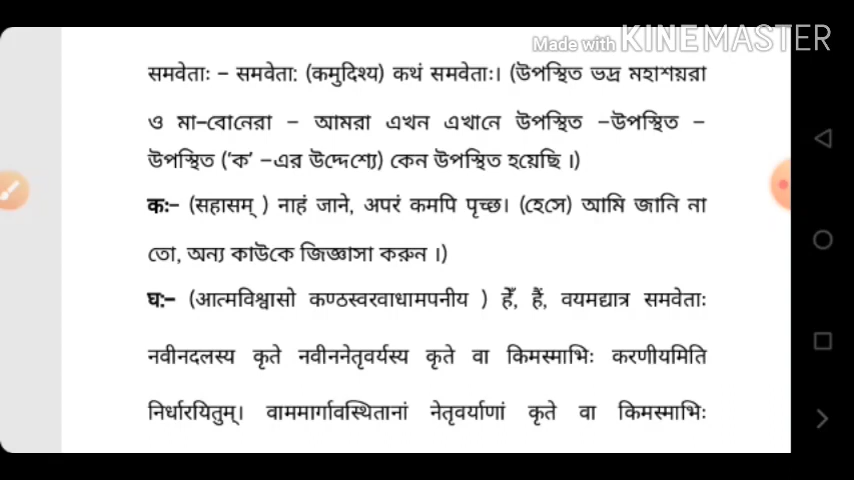 Made with KINEMASTER
समवेताः – समवेता: (कमुदिश्य) कथं समवेताः। (উপস্থিত ভদ্র মহাশয়রা
ও মা–বোনেরা – আমরা এখন এখানে উপস্থিত –উপস্থিত –
উপস্থিত (‘ক’ –এর উদ্দেশ্যে) কেন উপস্থিত হয়েছি।)
कः– (सहासम् ) नाहं जाने, अपरं कमपि पृच्छ। (হেসে) আমি জানি না
তো, অন্য কাউকে জিজ্ঞাসা করুন।)
घः– (आत्मविश्वासो कण्ठस्वरवाधामपनीय ) हेँ, हैं, वयमद्यात्र समवेताः
नवीनदलस्य कृते नवीननेतृवर्यस्य कृते वा किमस्माभिः करणीयमिति
निर्धारयितुम्। वाममार्गावस्थितानां नेतृवर्याणां कृते वा किमस्माभिः